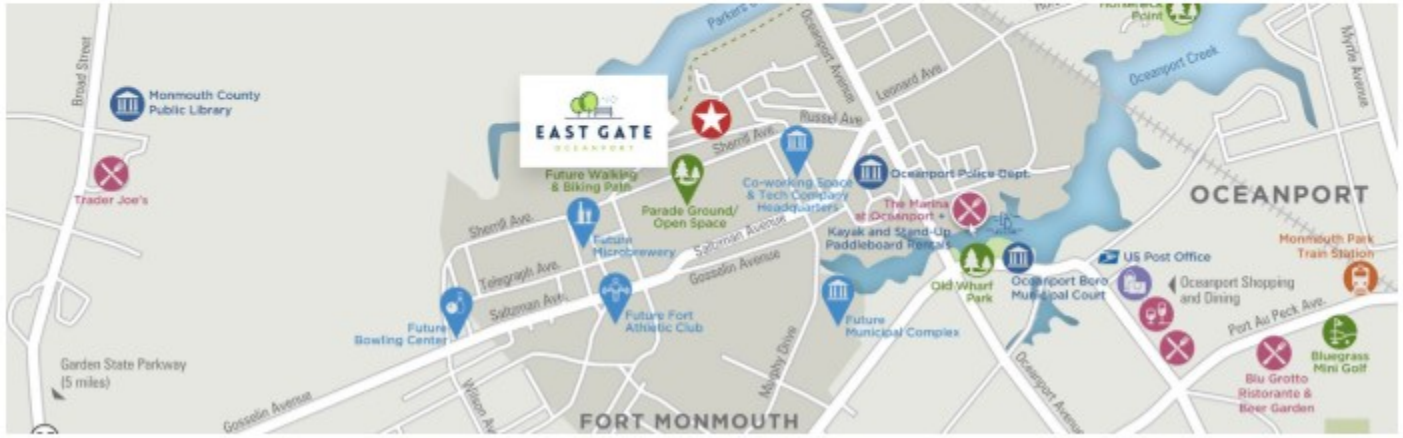 Broad Street
Monmouth County
Public Library
Trader Joe's
Garden State Parkway
(5 miles)
Gosselin Avenue
EAST GATE
OCEANPORT
Future Walking
& Biking Path
Parade Ground/
Open Space
Sherrill Ave.
Russel Ave.
Co-working Space
& Tech Company
Headquarters
Sherrill Ave.
Future
Microbrewery
Telegraph Ave.
Saltzman Ave.
Future
Bowling Center
Future Fort
Athletic Club
Saltzman Avenue
Gosselin Avenue
Wilson Av
FORT MONMOUTH
Murphy Drive
Future
Municipal Complex
Parkers
Oceanport Avenue
Leonard Ave.
Oceanport Police Dept.
The Marina
at Oceanport +
Kayak and Stand-Up
Paddleboard Rentals
Old Wharf
Park
Oceanport Boro
Municipal Court
Oceanport Avenue
Point
Oceanport Creek
Myrtle Avenue
OCEANPORT
US Post Office
Oceanport Shopping
and Dining
Monmouth Park
Train Station
Port Au Peck Ave.
Blu Grotto
Ristorante &
Beer Garden
Bluegrass
Mini Golf